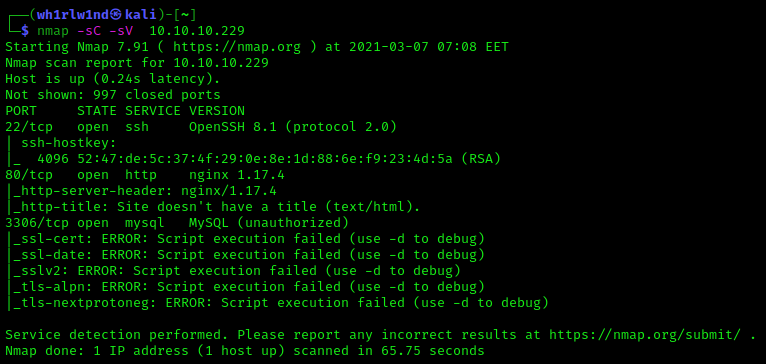 ┌──(wh1rlw1nd㉿kali)-[~]
└─$ nmap -sC -sV  10.10.10.229
Starting Nmap 7.91 ( https://nmap.org ) at 2021-03-07 07:08 EET
Nmap scan report for 10.10.10.229
Host is up (0.24s latency).
Not shown: 997 closed ports
PORT     STATE SERVICE VERSION
22/tcp   open  ssh     OpenSSH 8.1 (protocol 2.0)
| ssh-hostkey:
|_  4096 52:47:de:5c:37:4f:29:0e:8e:1d:88:6e:f9:23:4d:5a (RSA)
80/tcp   open  http    nginx 1.17.4
|_http-server-header: nginx/1.17.4
|_http-title: Site doesn't have a title (text/html).
3306/tcp open  mysql   MySQL (unauthorized)
|_ssl-cert: ERROR: Script execution failed (use -d to debug)
|_ssl-date: ERROR: Script execution failed (use -d to debug)
|_sslv2: ERROR: Script execution failed (use -d to debug)
|_tls-alpn: ERROR: Script execution failed (use -d to debug)
|_tls-nextprotoneg: ERROR: Script execution failed (use -d to debug)
Service detection performed. Please report any incorrect results at https://nmap.org/submit/ .
Nmap done: 1 IP address (1 host up) scanned in 65.75 seconds